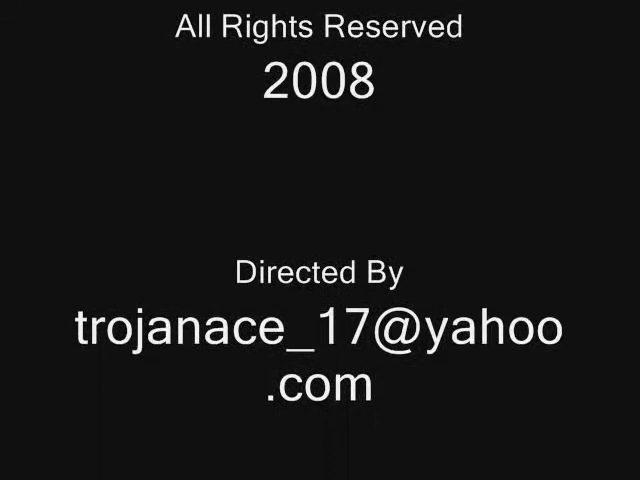 All Rights Reserved
2008
Directed By
trojanace_17@yahoo
.com